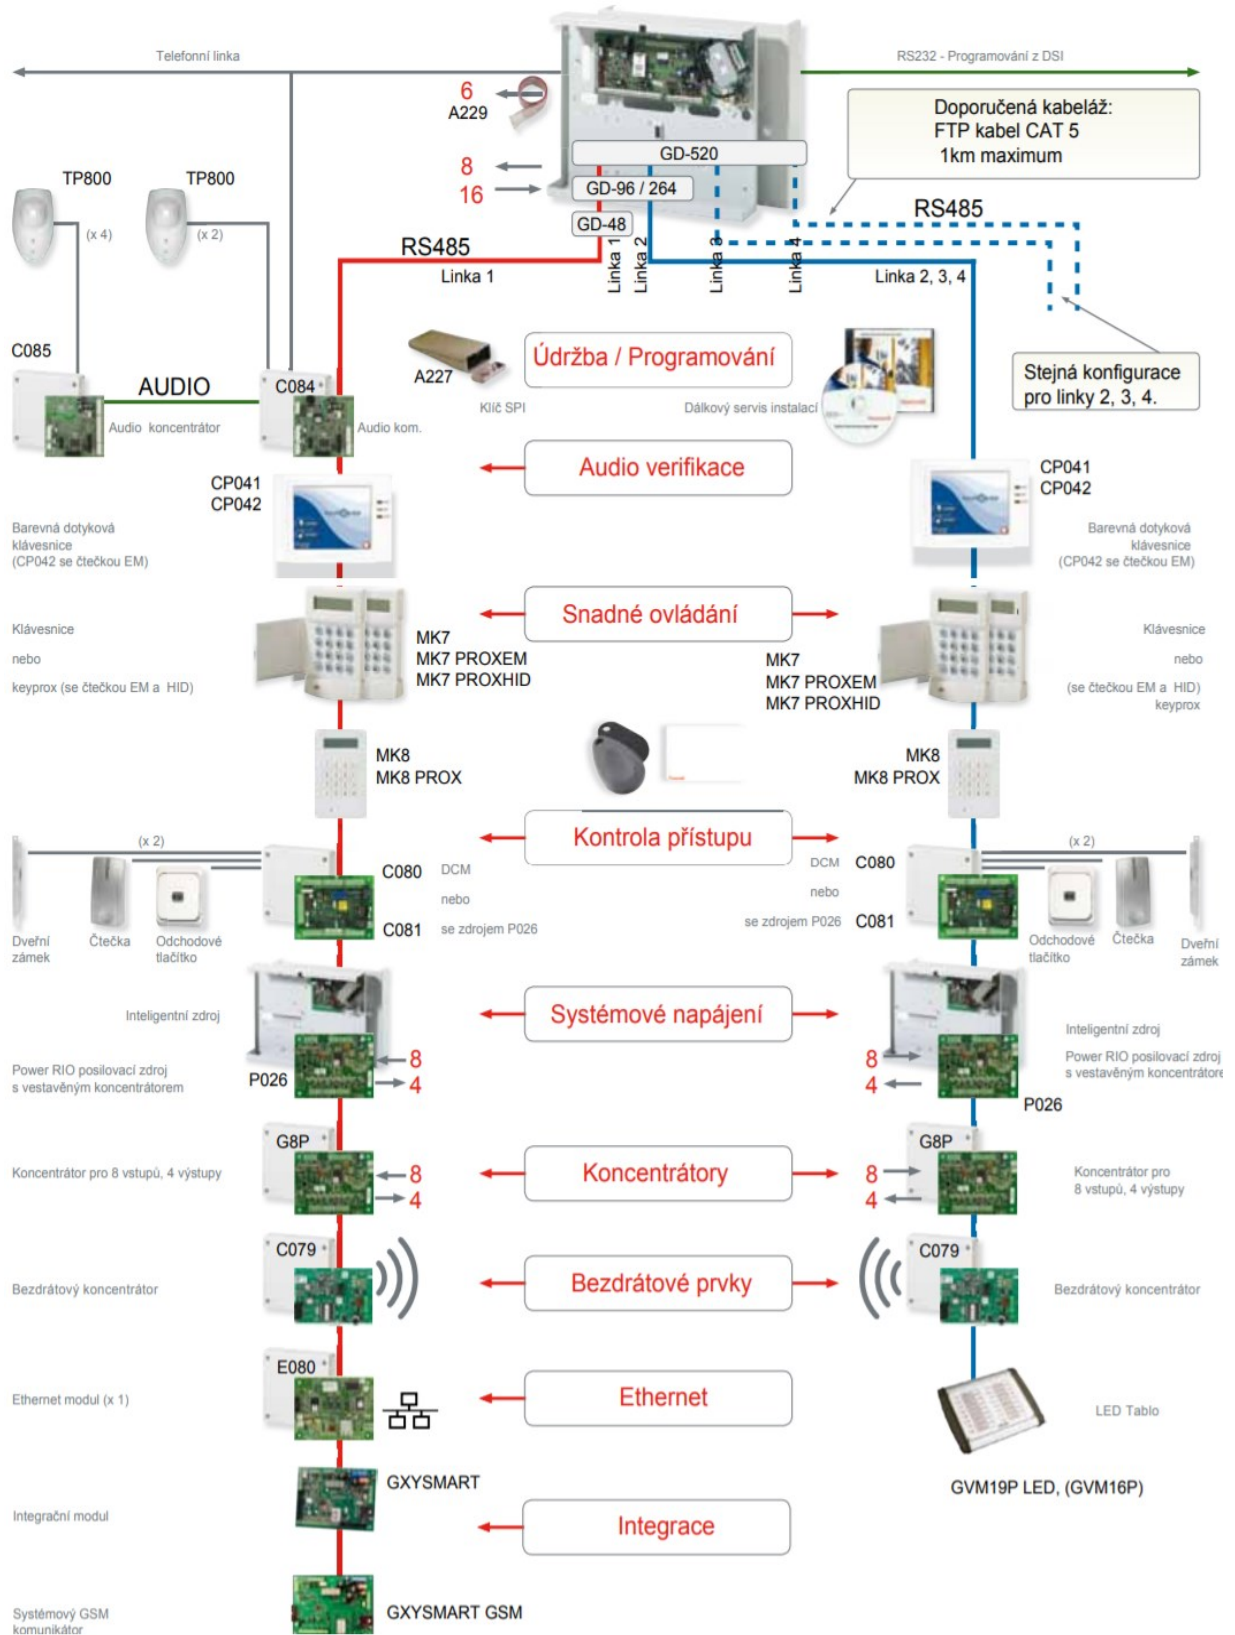 Telefonní linka
RS232 - Programování z DSI
6
A229
Doporučená kabeláž:
FTP kabel CAT 5
1km maximum
GD-520
8
16
GD-96 / 264
GD-48
TP800
TP800
(x 4)
(x 2)
RS485
Linka 1
Linka 1
Linka 2
Linka 3
Linka 4
RS485
Linka 2, 3, 4
C085
AUDIO
C084
Audio koncentrátor
Audio kom.
A227
Klíč SPI
Údržba / Programování
Dálkový servis instalací
Stejná konfigurace
pro linky 2, 3, 4.
Audio verifikace
CP041
CP042
CP041
CP042
Barevná dotyková
klávesnice
(CP042 se čtečkou EM)
Barevná dotyková
klávesnice
(CP042 se čtečkou EM)
Snadné ovládání
Klávesnice
nebo
keyprox (se čtečkou EM a HID)
MK7
MK7 PROXEM
MK7 PROXHID
MK7
MK7 PROXEM
MK7 PROXHID
Klávesnice
nebo
(se čtečkou EM a HID)
keyprox
MK8
MK8 PROX
MK8
MK8 PROX
Kontrola přístupu
(x 2)
(x 2)
C080
DCM
nebo
C081
se zdrojem P026
DCM
C080
nebo
se zdrojem P026
C081
Dveřní
zámek
Čtečka
Odchodové
tlačítko
Odchodové
tlačítko
Čtečka
Dveřní
zámek
Systémové napájení
Inteligentní zdroj
Power RIO posilovací zdroj
s vestavěným koncentrátorem
P026
8
4
8
4
Inteligentní zdroj
Power RIO posilovací zdroj
s vestavěným koncentráto
P026
G8P
Koncentrátor pro 8 vstupů, 4 výstupy
8
4
Koncentrátory
8
4
G8P
Koncentrátor pro
8 vstupů, 4 výstupy
C079
Bezdrátový koncentrátor
Bezdrátové prvky
C079
Bezdrátový koncentrátor
E080
Ethernet modul (x 1)
Ethernet
LED Tablo
GVM19P LED, (GVM16P)
GXYSMART
Integrační modul
Integrace
GXYSMART GSM
Systémový GSM
komunikátor